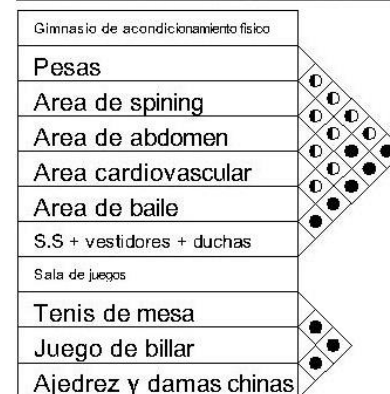 Gimnasio de acondicionamiento fisico
Pesas
Area de spining
Area de abdomen
Area cardiovascular
Area de baile
S.S + vestidores + duchas
Sala de juegos
Tenis de mesa
Juego de billar
Ajedrez y damas chinas